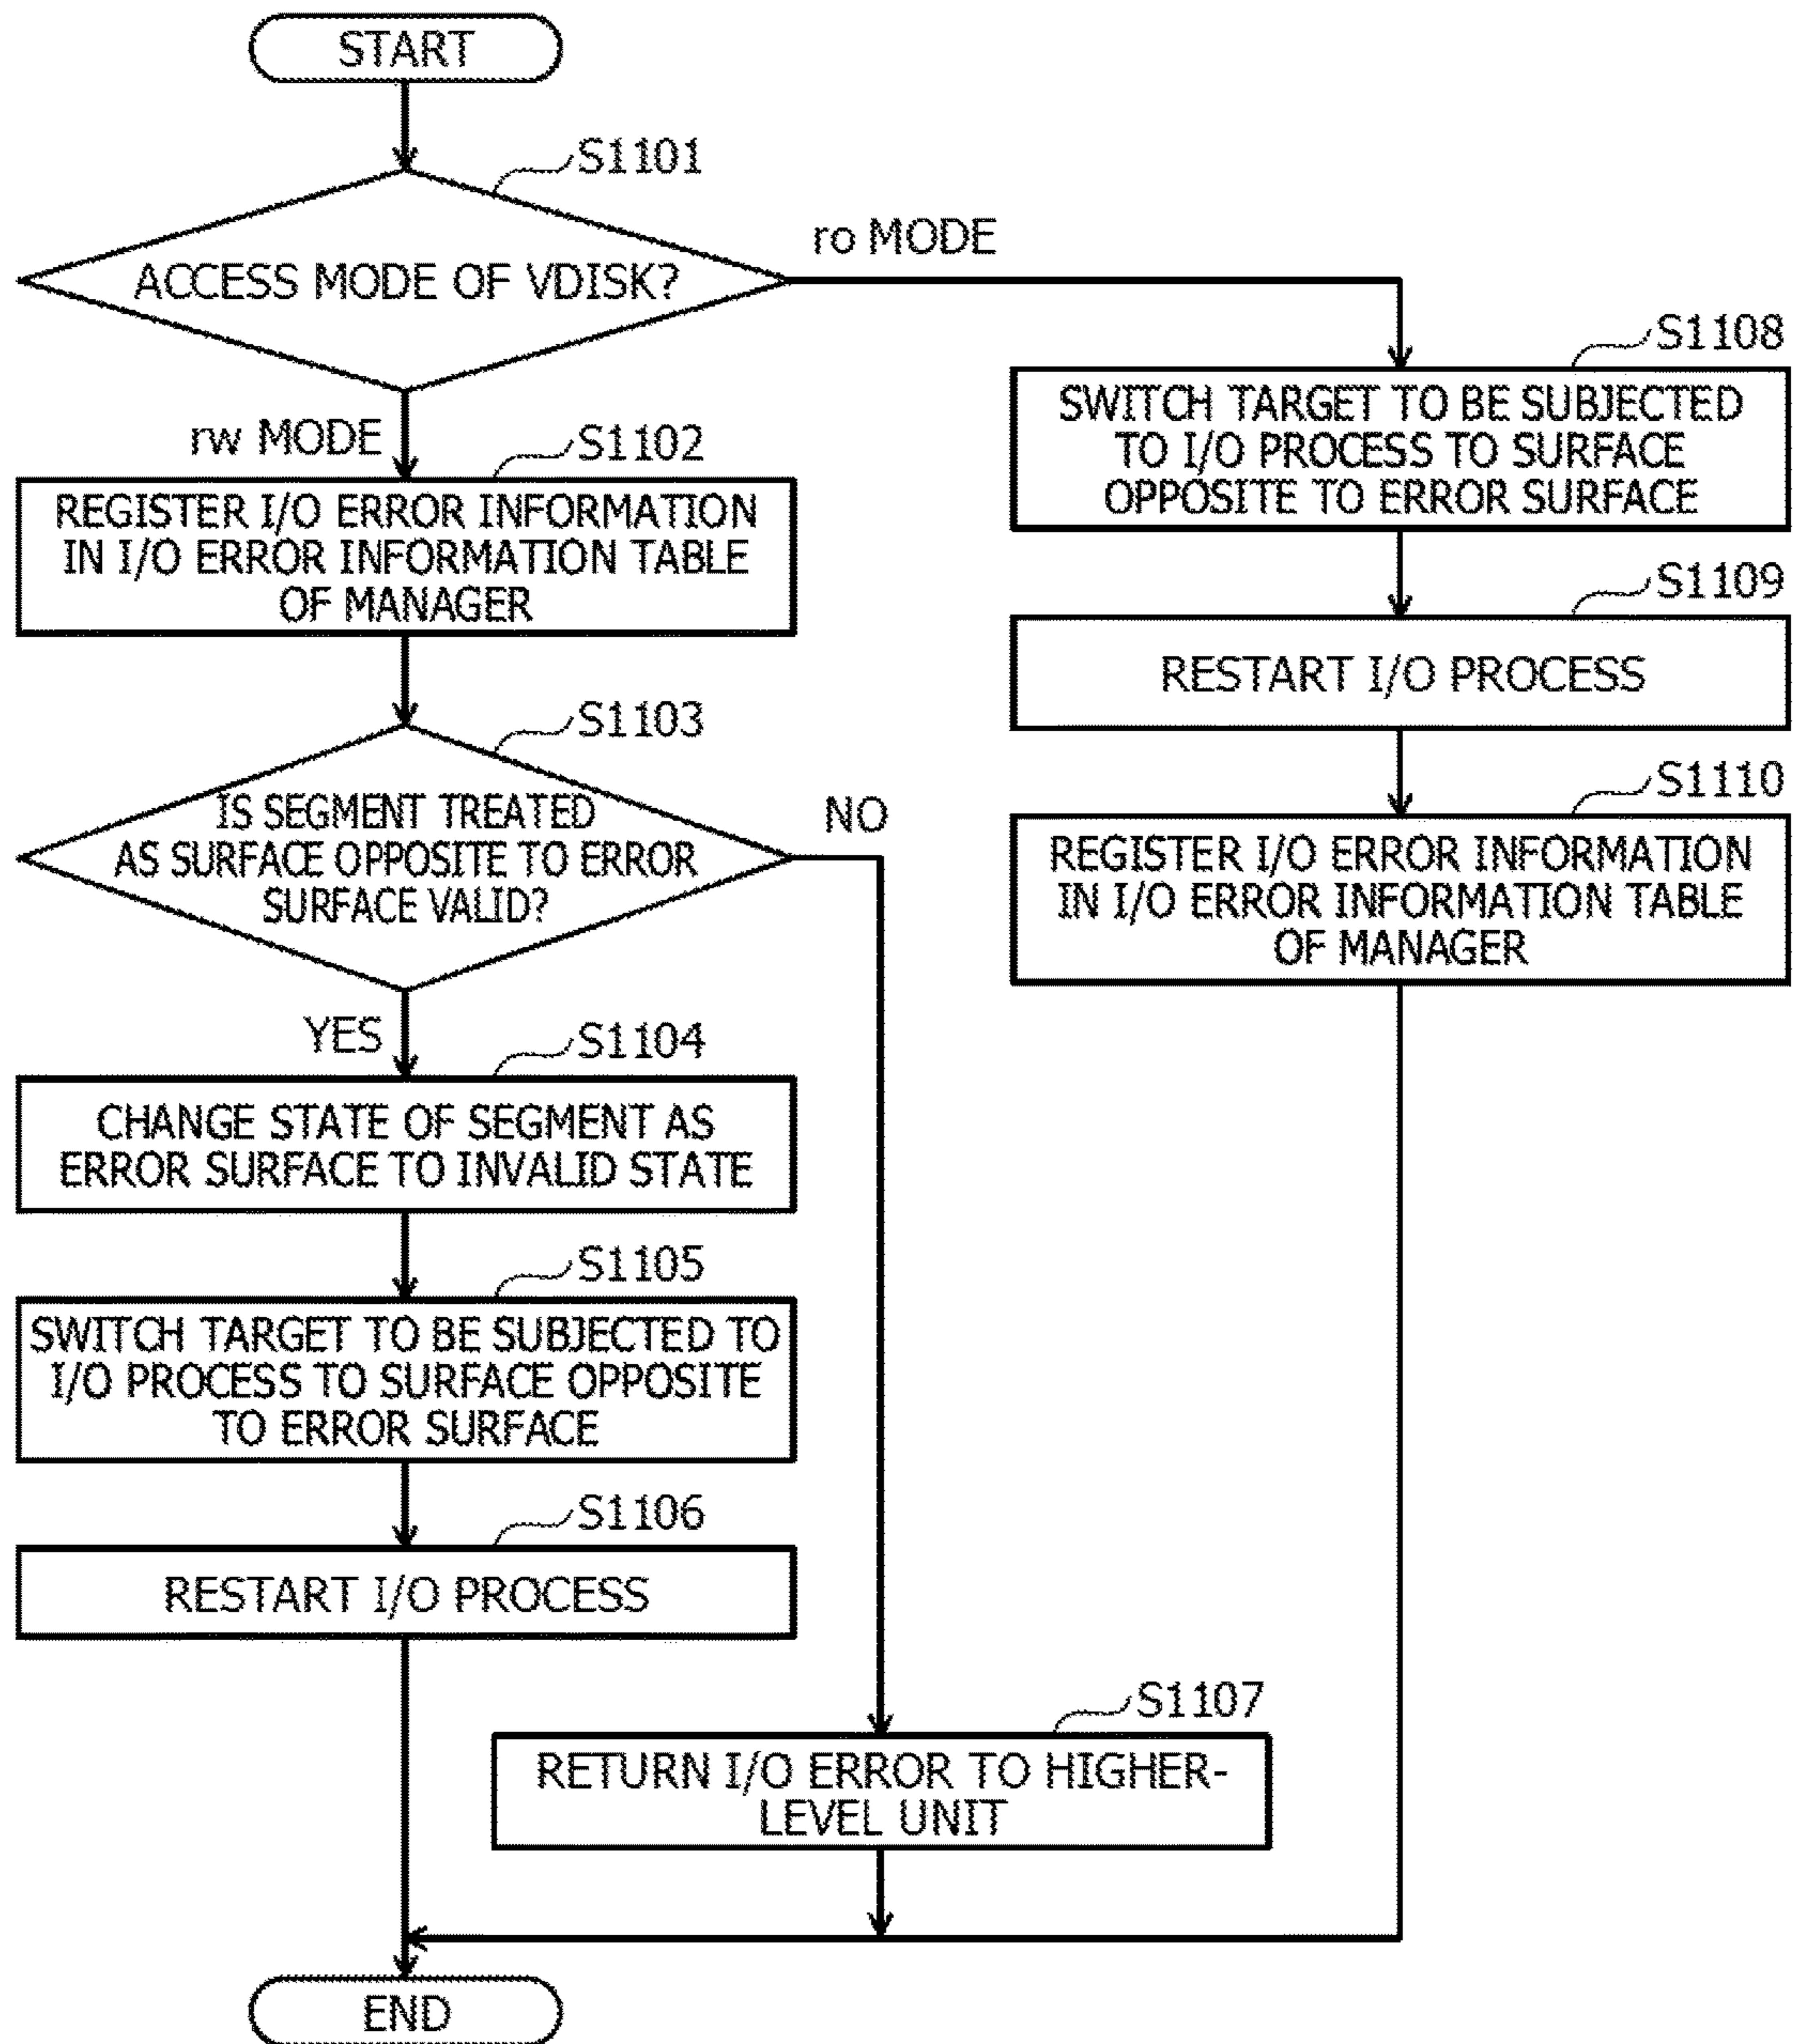 START
S1101
ACCESS MODE OF VDISK?
ro MODE
rw MODE
S1102
REGISTER I/O ERROR INFORMATION
IN I/O ERROR INFORMATION TABLE
OF MANAGER
S1103
IS SEGMENT TREATED
AS SURFACE OPPOSITE TO ERROR
SURFACE VALID?
NO
YES
S1104
CHANGE STATE OF SEGMENT AS
ERROR SURFACE TO INVALID STATE
S1105
SWITCH TARGET TO BE SUBJECTED TO
I/O PROCESS TO SURFACE OPPOSITE
TO ERROR SURFACE
S1106
RESTART I/O PROCESS
S1107
RETURN I/O ERROR TO HIGHER-
LEVEL UNIT
S1108
SWITCH TARGET TO BE SUBJECTED
TO I/O PROCESS TO SURFACE
OPPOSITE TO ERROR SURFACE
S1109
RESTART I/O PROCESS
S1110
REGISTER I/O ERROR INFORMATION
IN I/O ERROR INFORMATION TABLE
OF MANAGER
END